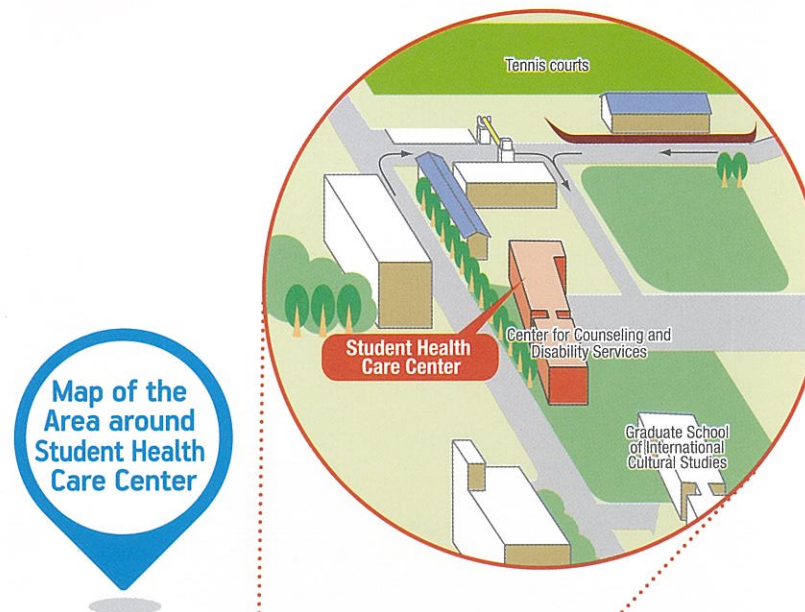 Tennis courts
Student Health
Care Center
Center for Counseling and
Disability Services
Graduate School
of International
Cultural Studies
Map of the
Area around
Student Health
Care Center